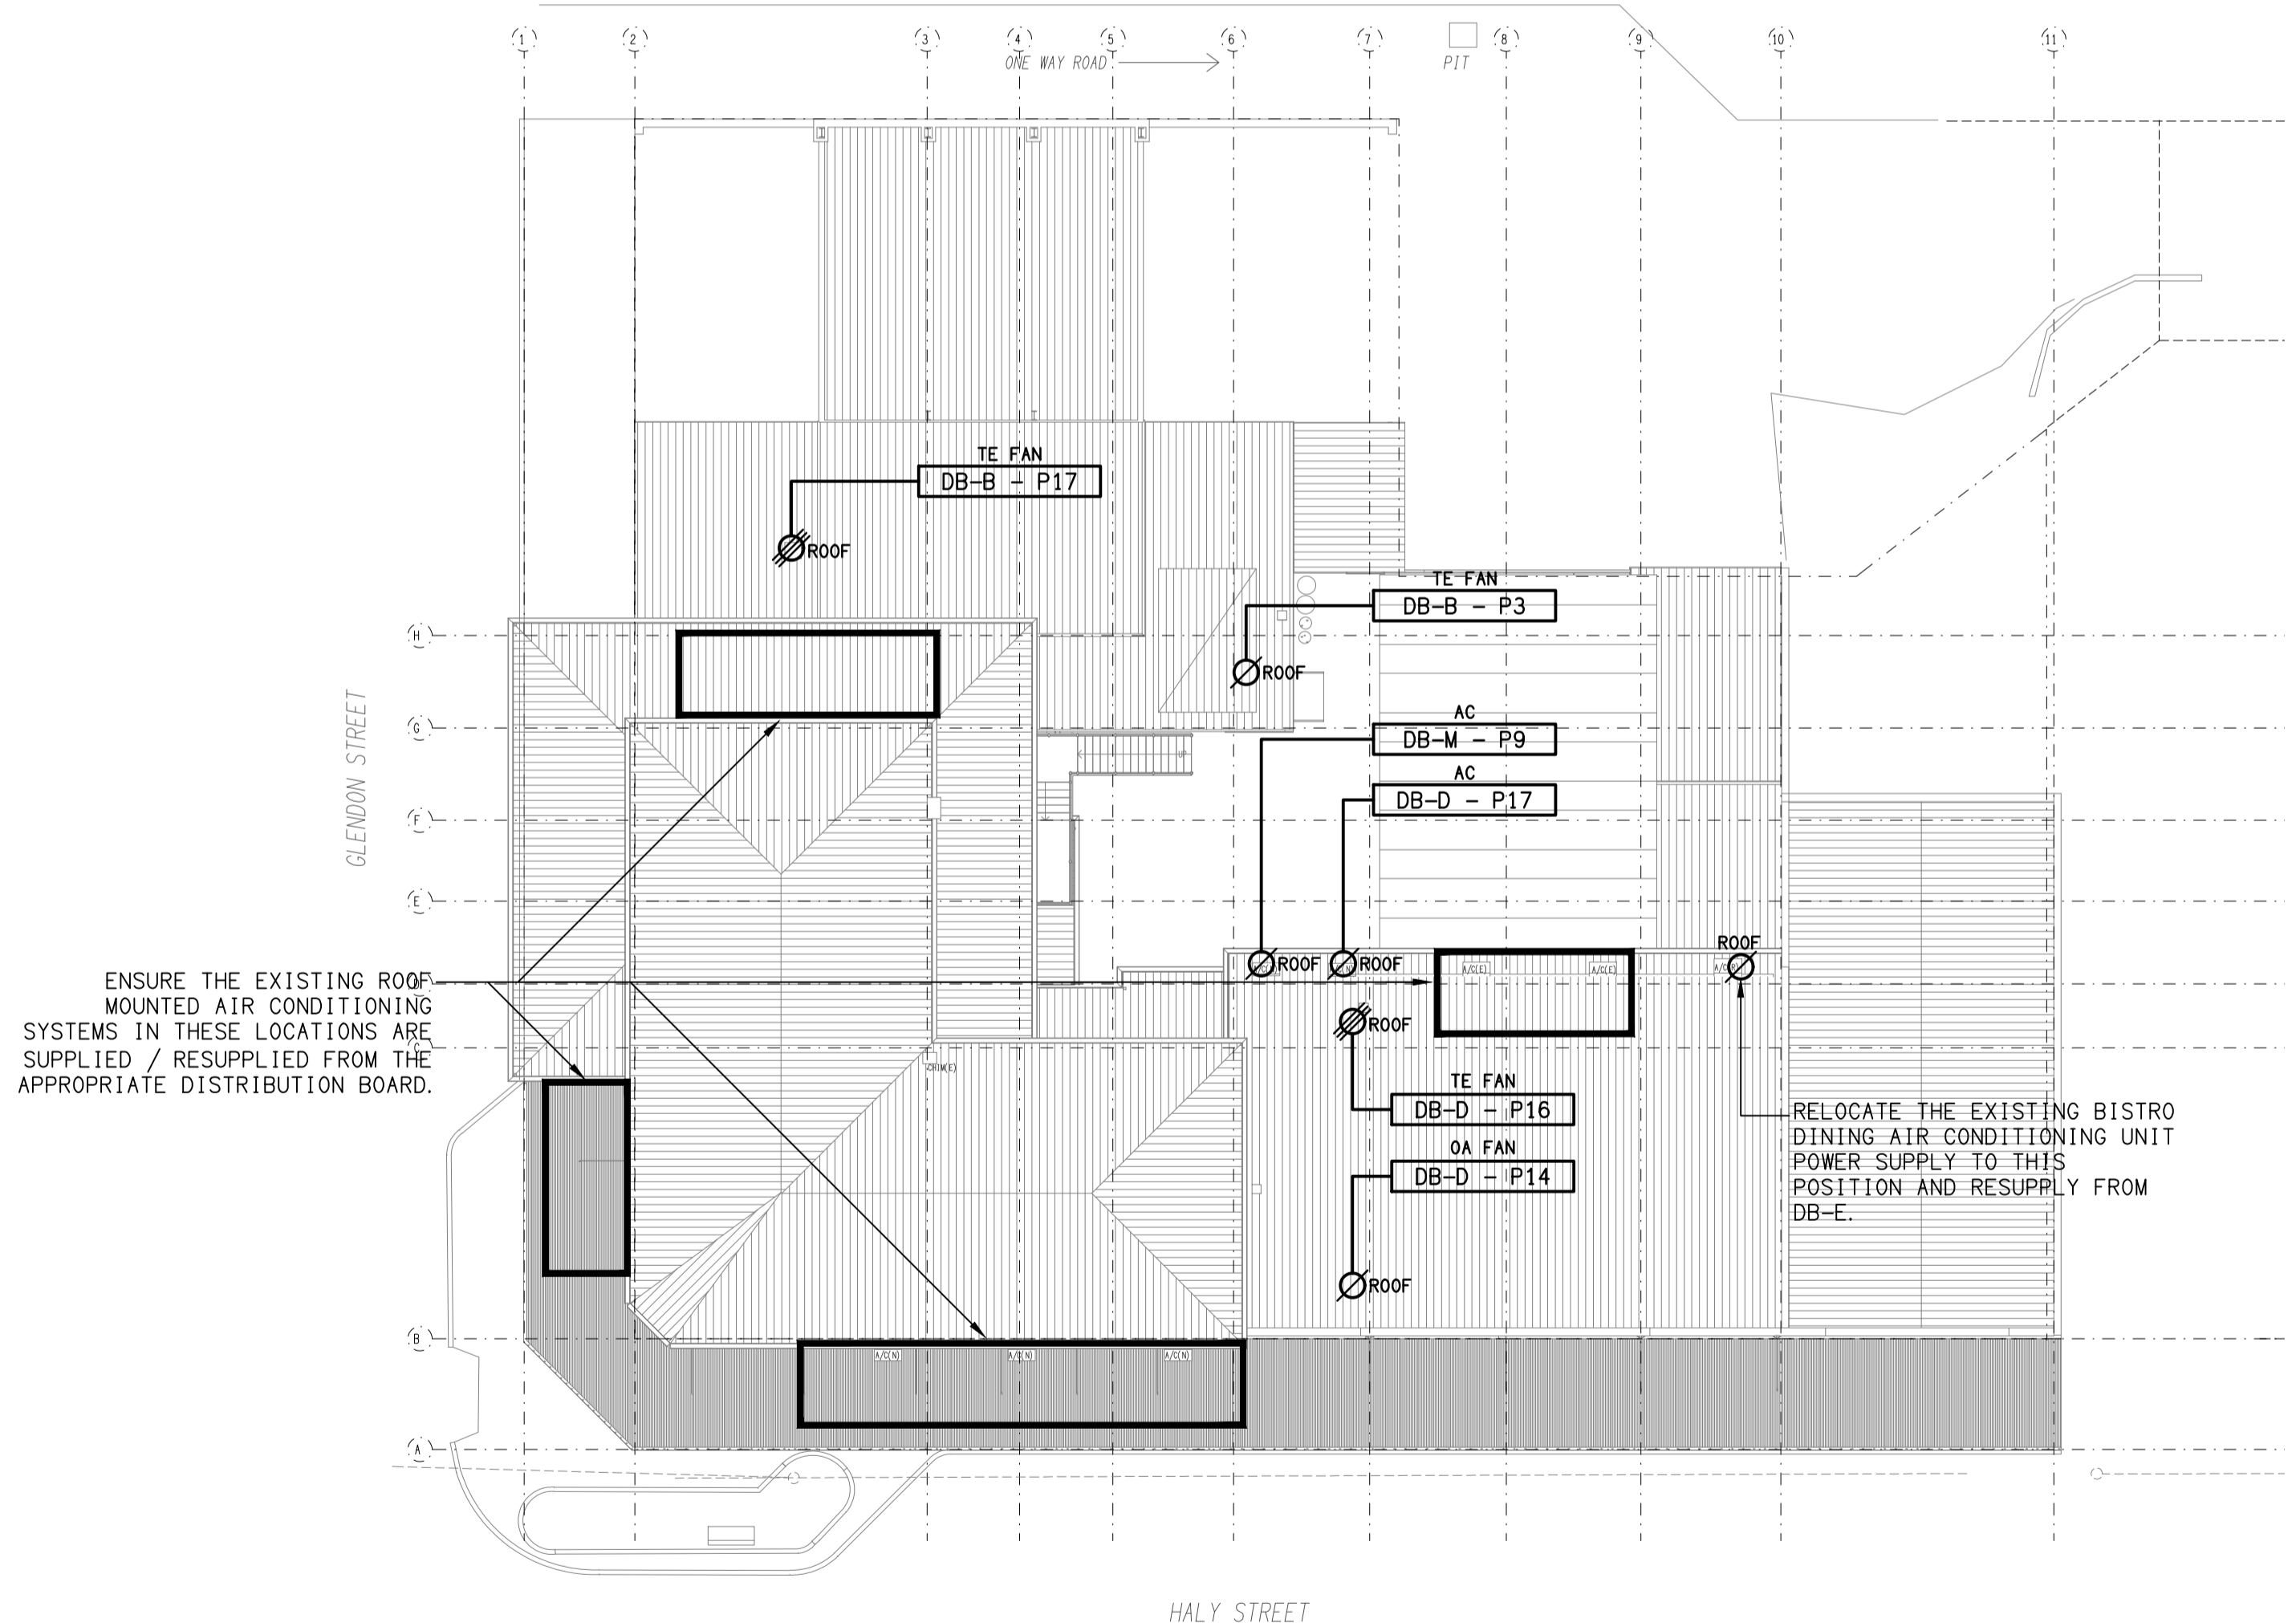 1
2
3
4
5
6
7
8
9
10
11
ONE WAY ROAD
PIT
TE FAN
DB-B - P17
ROOF
TE FAN
DB-B - P3
ROOF
H
G
F
E
C
B
A
GLENDON STREET
UP
AC
DB-M - P9
AC
DB-D - P17
ROOF
ROOF
ROOF
A/C(E)
A/C(E)
ENSURE THE EXISTING ROOF
MOUNTED AIR CONDITIONING
SYSTEMS IN THESE LOCATIONS ARE
SUPPLIED / RESUPPLIED FROM THE
APPROPRIATE DISTRIBUTION BOARD.
CHIM(E)
ROOF
TE FAN
DB-D - P16
OA FAN
DB-D - P14
ROOF
RELOCATE THE EXISTING BISTRO
DINING AIR CONDITIONING UNIT
POWER SUPPLY TO THIS
POSITION AND RESUPPLY FROM
DB-E.
A/C(N)
A/C(N)
A/C(N)
HALY STREET